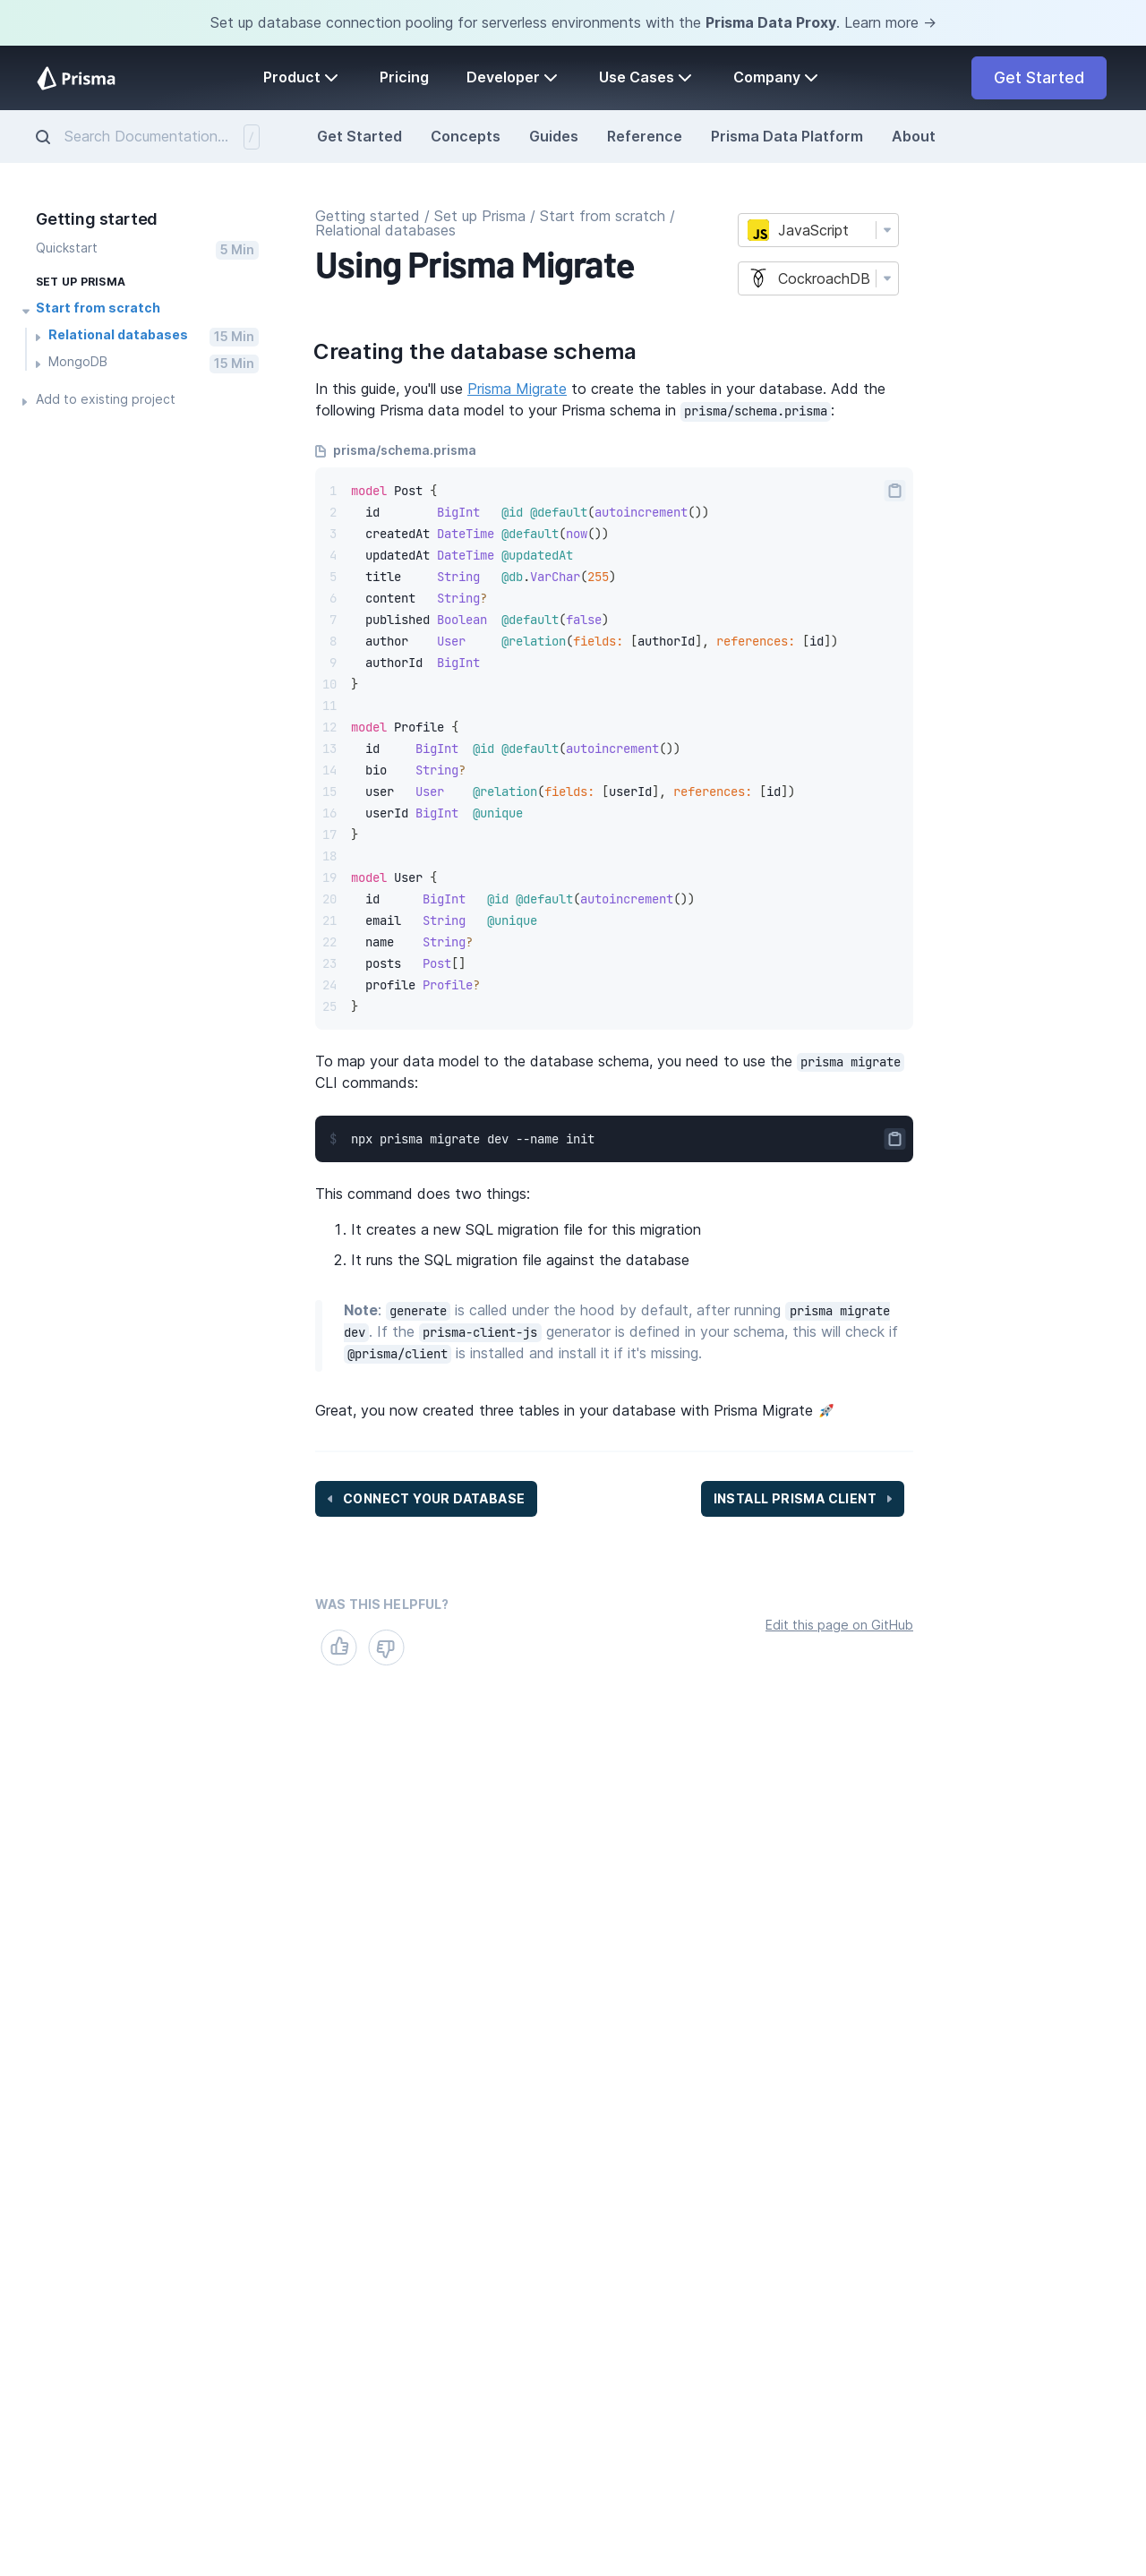 Set up database connection pooling for serverless environments with the Prisma Data Proxy. Learn more →
Prisma
Product
Pricing
Developer
Use Cases
Company
Get Started
Search Documentation...
/
Get Started
Concepts
Guides
Reference
Prisma Data Platform
About
Getting started
Quickstart
5 Min
SET UP PRISMA
Start from scratch
Relational databases
15 Min
MongoDB
15 Min
Add to existing project
Getting started / Set up Prisma / Start from scratch /
Relational databases
Using Prisma Migrate
JS JavaScript
CockroachDB
Creating the database schema
In this guide, you'll use Prisma Migrate to create the tables in your database. Add the
following Prisma data model to your Prisma schema in prisma/schema.prisma:
prisma/schema.prisma
1 model Post {
2   id        BigInt   @id @default(autoincrement())
3   createdAt DateTime @default(now())
4   updatedAt DateTime @updatedAt
5   title     String   @db.VarChar(255)
6   content   String?
7   published Boolean  @default(false)
8   author    User     @relation(fields: [authorId], references: [id])
9   authorId  BigInt
10 }
11
12 model Profile {
13   id     BigInt  @id @default(autoincrement())
14   bio    String?
15   user   User    @relation(fields: [userId], references: [id])
16   userId BigInt  @unique
17 }
18
19 model User {
20   id      BigInt   @id @default(autoincrement())
21   email   String   @unique
22   name    String?
23   posts   Post[]
24   profile Profile?
25 }
To map your data model to the database schema, you need to use the prisma migrate
CLI commands:
$ npx prisma migrate dev --name init
This command does two things:
1. It creates a new SQL migration file for this migration
2. It runs the SQL migration file against the database
Note: generate is called under the hood by default, after running prisma migrate
dev. If the prisma-client-js generator is defined in your schema, this will check if
@prisma/client is installed and install it if it's missing.
Great, you now created three tables in your database with Prisma Migrate 🚀
CONNECT YOUR DATABASE
INSTALL PRISMA CLIENT
WAS THIS HELPFUL?
Edit this page on GitHub